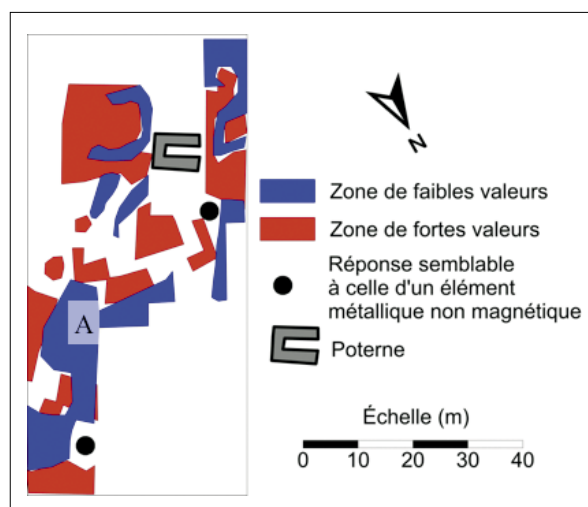 A
N
Zone de faibles valeurs
Zone de fortes valeurs
Réponse semblable
à celle d'un élément
métallique non magnétique
Poterne
Échelle (m)
0 10 20 30 40